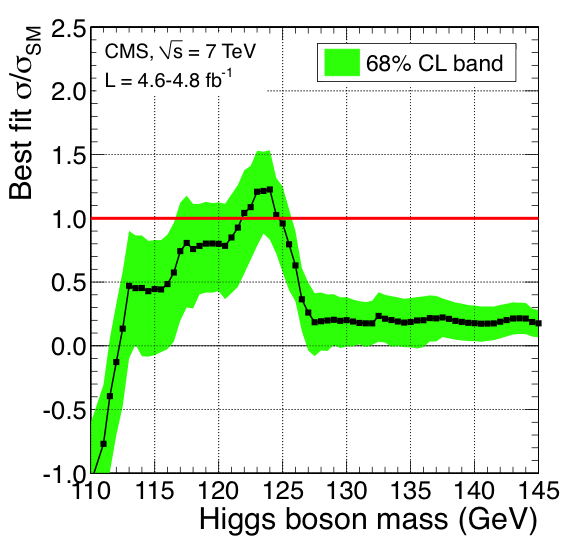 Best fit σ/σSM
2.5
2.0
1.5
1.0
0.5
0.0
-0.5
-1.0
CMS, √s = 7 TeV
L = 4.6-4.8 fb-1
68% CL band
110 115 120 125 130 135 140 145
Higgs boson mass (GeV)